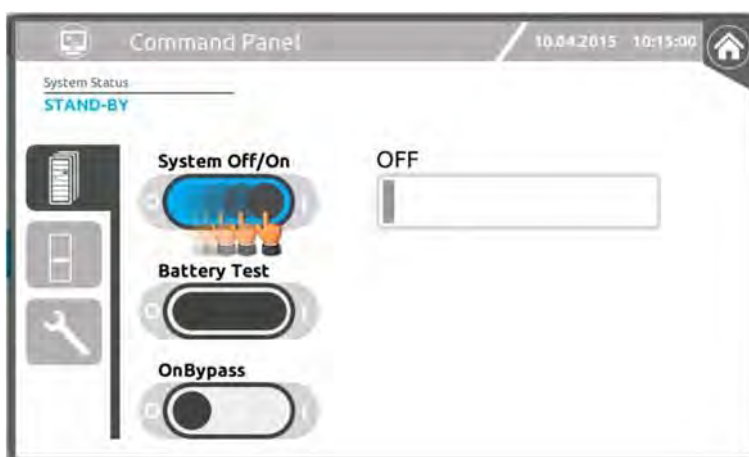 Command Panel
10.04.2015 10:15:00
System Status
STAND-BY
System Off/On
OFF
O I
Battery Test
O I
OnBypass
O I